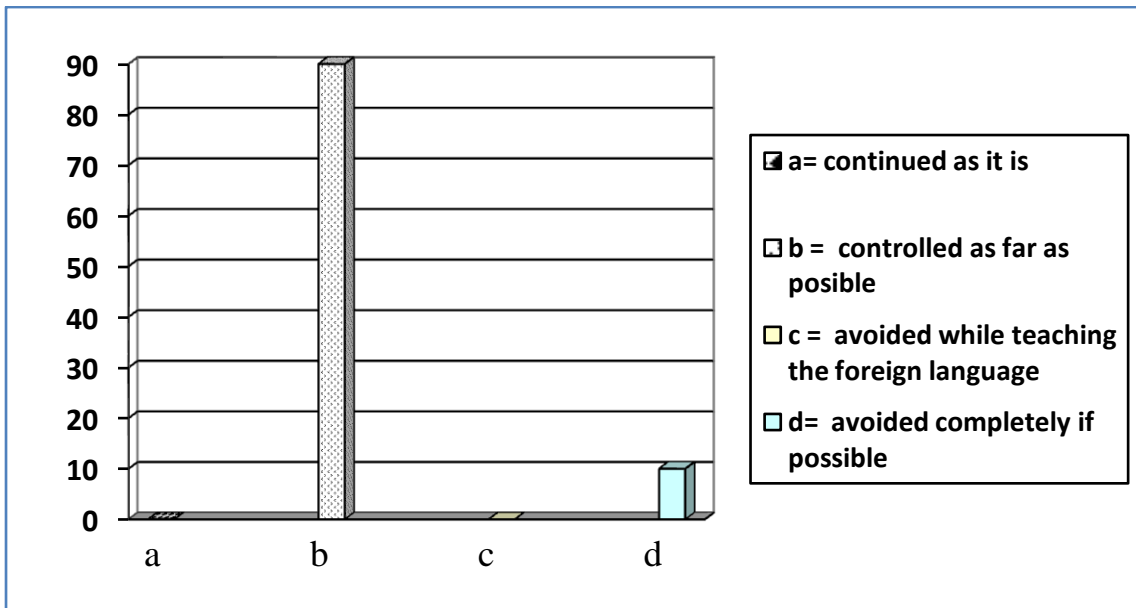 90
80
70
60
50
40
30
20
10
0
a b c d
a= continued as it is
b = controlled as far as
posible
c = avoided while teaching
the foreign language
d= avoided completely if
possible